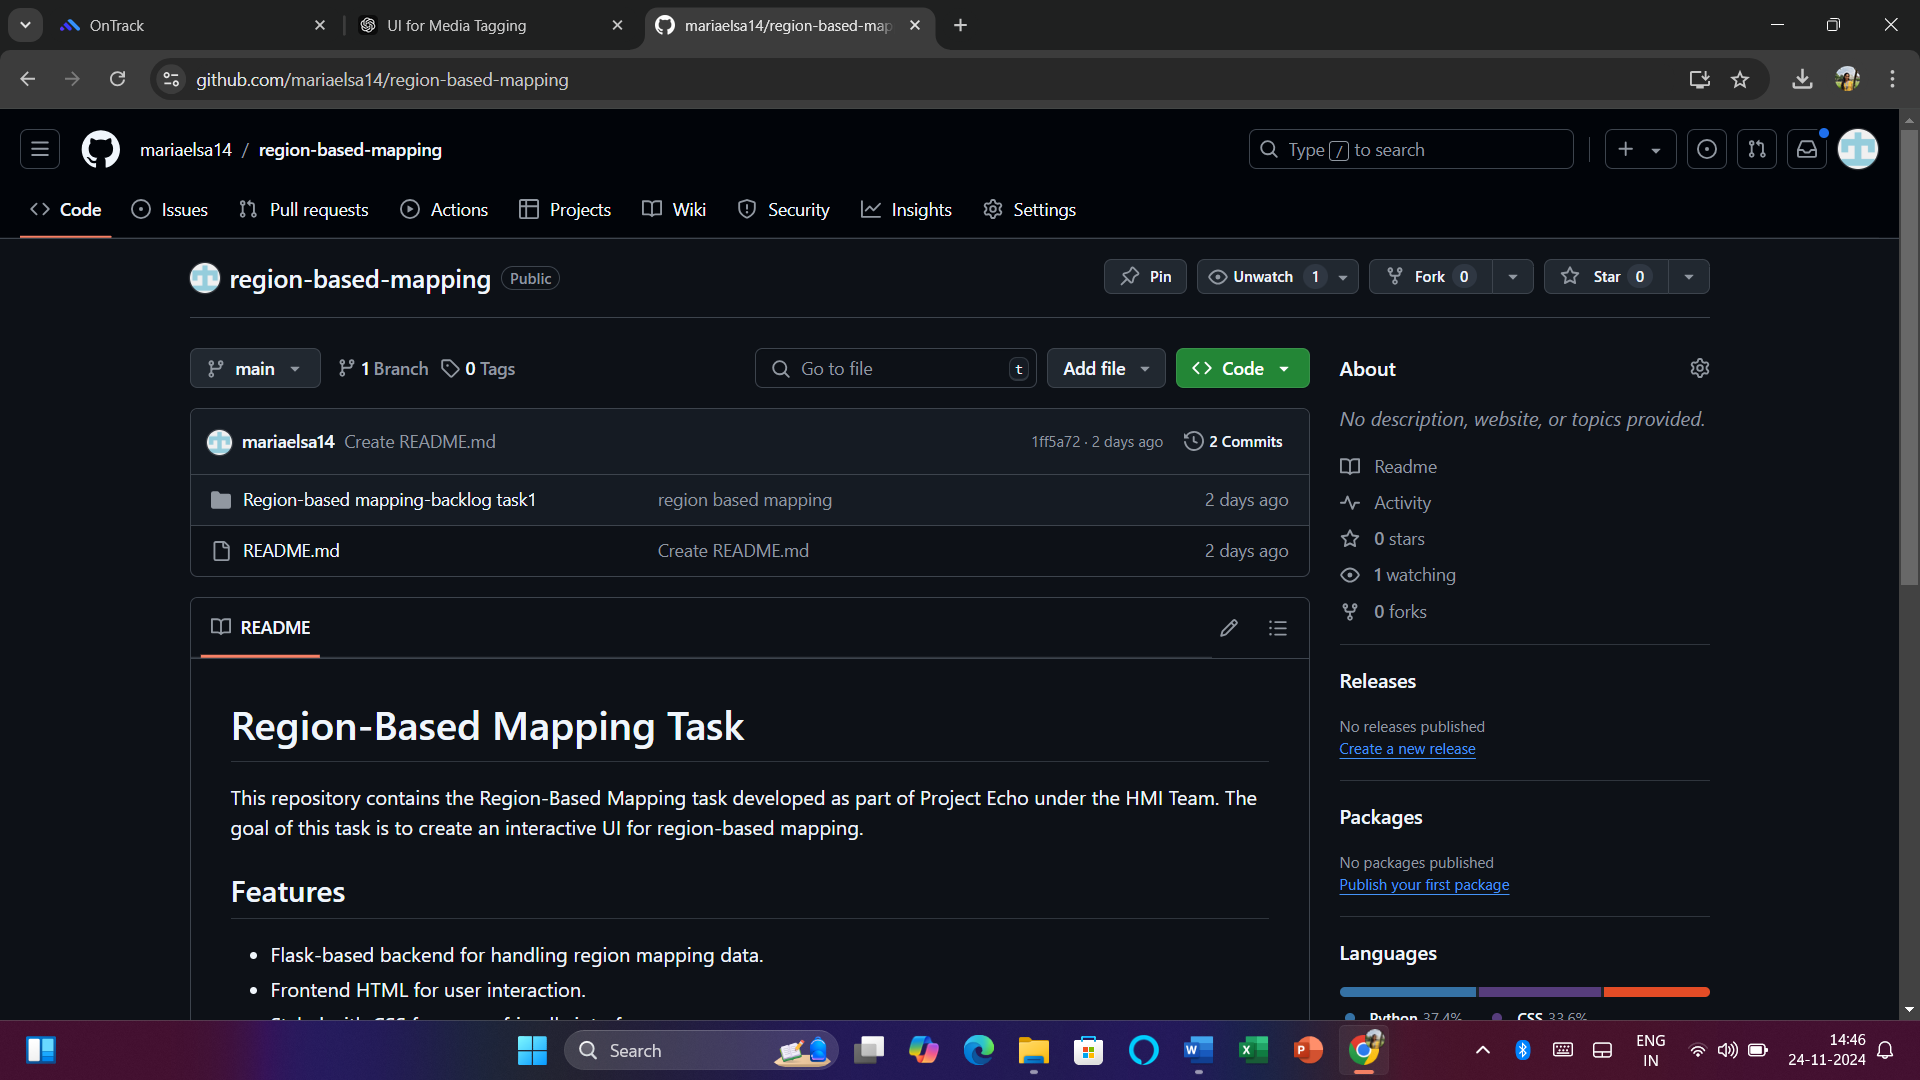 OnTrack
UI for Media Tagging
mariaelsa14/region-based-map
github.com/mariaelsa14/region-based-mapping
mariaelsa14 / region-based-mapping
Type / to search
Code
Issues
Pull requests
Actions
Projects
Wiki
Security
Insights
Settings
region-based-mapping
Public
Pin
Unwatch 1
Fork 0
Star 0
main
1 Branch
0 Tags
Go to file
t
Add file
Code
About
No description, website, or topics provided.
mariaelsa14 Create README.md
1ff5a72 · 2 days ago
2 Commits
Region-based mapping-backlog task1
region based mapping
2 days ago
README.md
Create README.md
2 days ago
Readme
Activity
0 stars
1 watching
0 forks
README
Region-Based Mapping Task
This repository contains the Region-Based Mapping task developed as part of Project Echo under the HMI Team. The
goal of this task is to create an interactive UI for region-based mapping.
Features
• Flask-based backend for handling region mapping data.
• Frontend HTML for user interaction.
Releases
No releases published
Create a new release
Packages
No packages published
Publish your first package
Languages
Python 37.4%
CSS 33.6%
Search
ENG
IN
14:46
24-11-2024